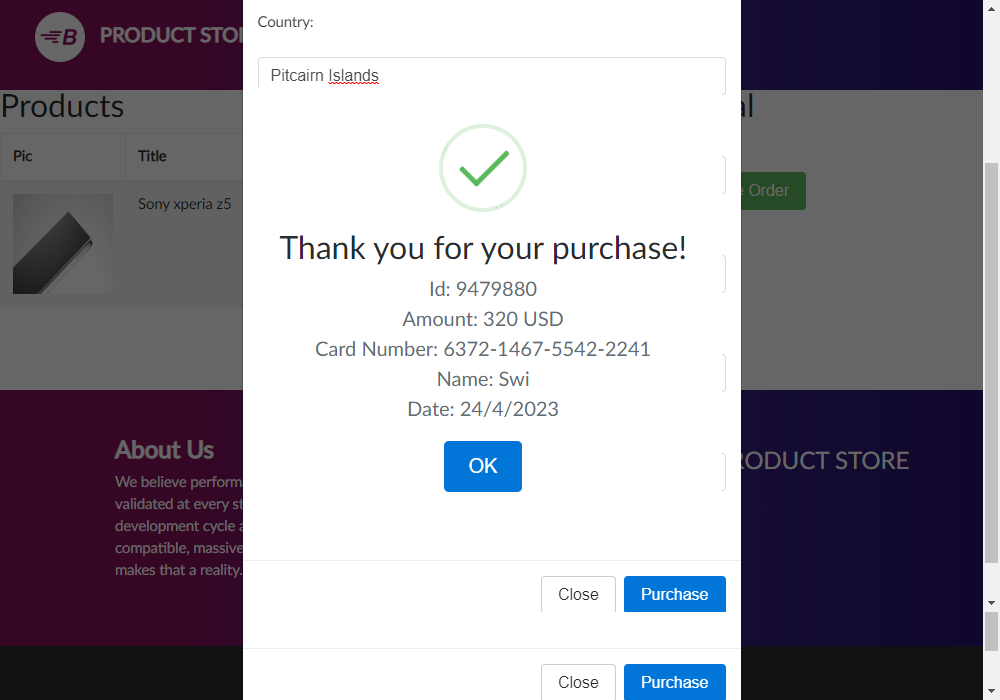 Country:
B PRODUCT STO
Pitcairn Islands
Products
al
Pic Title
Sony xperia z5
Order
Thank you for your purchase!
Id: 9479880
Amount: 320 USD
Card Number: 6372-1467-5542-2241
Name: Swi
Date: 24/4/2023
OK
About Us
We believe perform
validated at every st
development cycle a
compatible, massive
makes that a reality.
RODUCT STORE
Close Purchase
Close Purchase